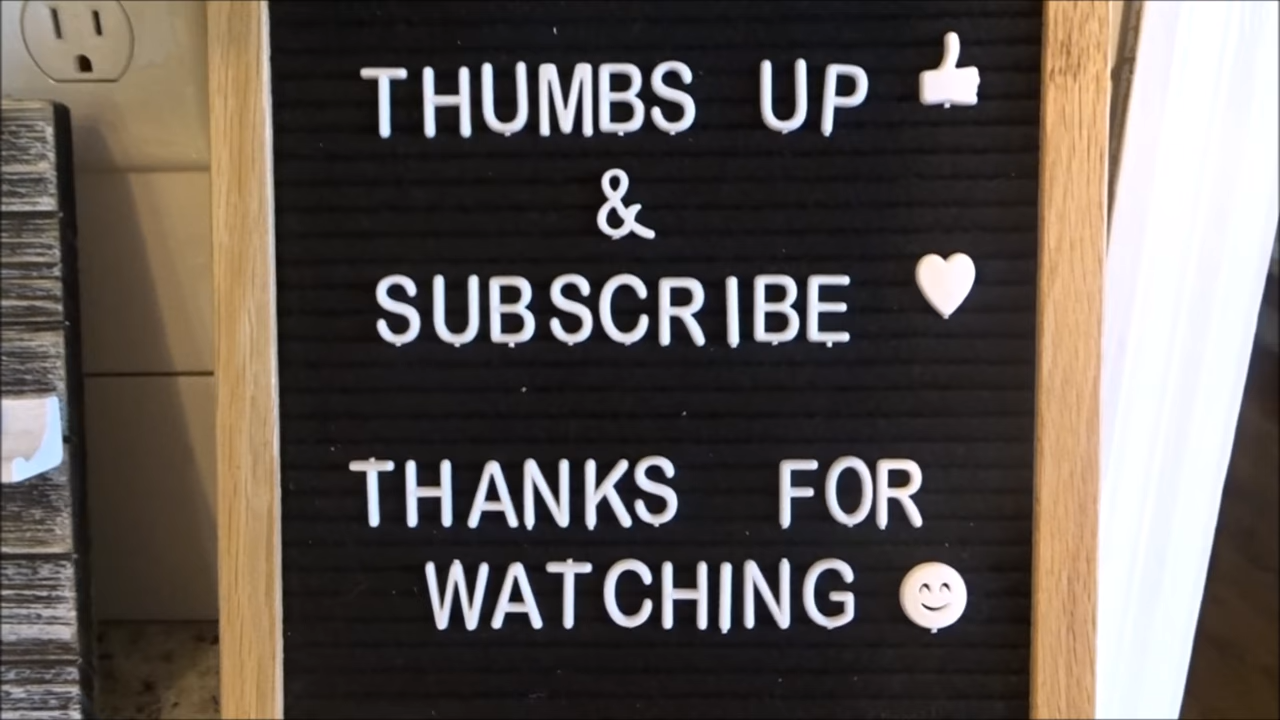 THUMBS UP 👍
&
SUBSCRIBE ♥
THANKS FOR
WATCHING 😊